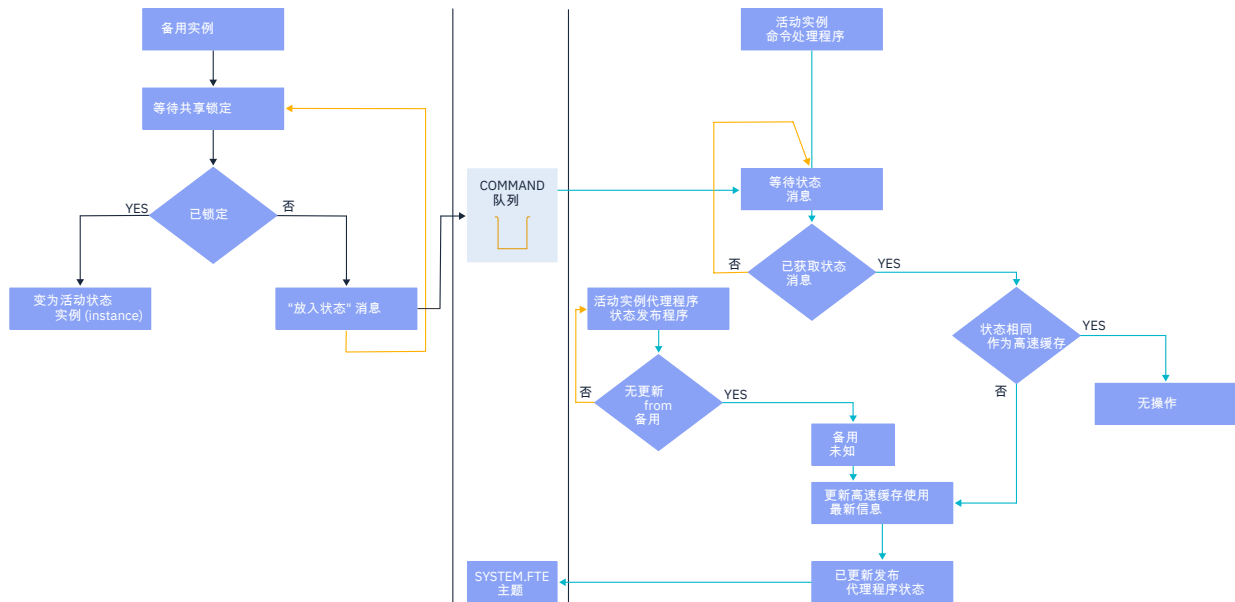 备用实例
等待共享锁定
已锁定
YES
否
变为活动状态
实例 (instance)
"放入状态" 消息
COMMAND
队列
SYSTEM.FTE
主题
活动实例
命令处理程序
等待状态
消息
已获取状态
消息
否
YES
活动实例代理程序
状态发布程序
无更新
from
备用
否
YES
状态相同
作为高速缓存
YES
否
无操作
备用
未知
更新高速缓存使用
最新信息
已更新发布
代理程序状态